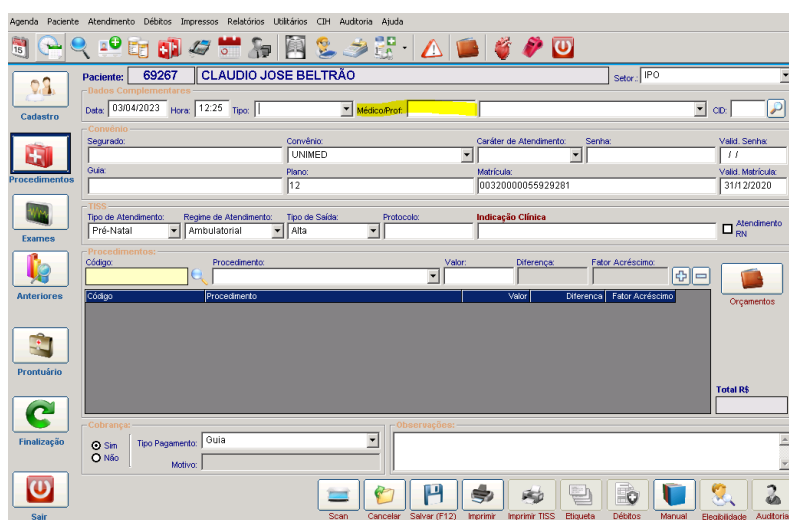 Agenda Paciente Atendimento Débitos Impressos Relatórios Utilitários CIH Auditoria Ajuda
Paciente: 69267 CLAUDIO JOSE BELTRÃO Setor.: IPO
Dados Complementares
Data: 03/04/2023 Hora: 12:25 Tipo: Médico/Prof: CID:
Cadastro
Convênio
Segurado: Convênio: Caráter de Atendimento: Senha: Valid. Senha:
UNIMED / /
Guia: Plano: Matrícula: Valid. Matrícula:
Procedimentos
12 00320000055929281 31/12/2020
TISS
Tipo de Atendimento: Regime de Atendimento: Tipo de Saída: Protocolo: Indicação Clínica
Pré-Natal Ambulatorial Alta Atendimento RN
Exames
Procedimentos:
Código: Procedimento: Valor: Diferença: Fator Acréscimo:
Código Procedimento Valor Diferenca Fator Acréscimo
Anteriores
Orçamentos
Prontuário
Total R$
Cobrança: Observações:
Finalização
Sim Tipo Pagamento: Guia
Não
Motivo:
Sair
Scan Cancelar Salvar (F12) Imprimir Imprimir TISS Etiqueta Débitos Manual Elegibilidade Auditoria